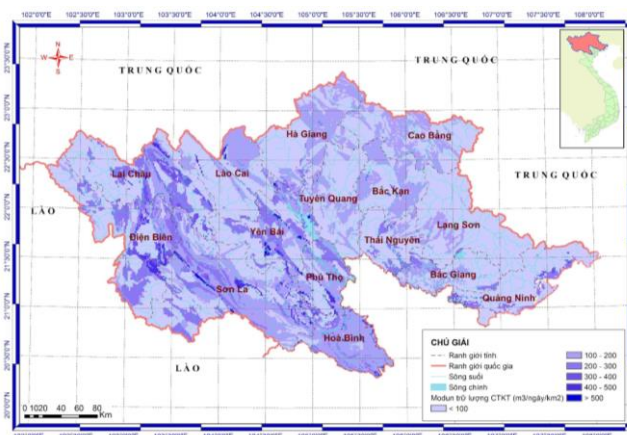 102°0'0"E 102°30'0"E 103°0'0"E 103°30'0"E 104°0'0"E 104°30'0"E 105°0'0"E 105°30'0"E 106°0'0"E 106°30'0"E 107°0'0"E 107°30'0"E 108°0'0"E
N
W E
S
TRUNG QUỐC
TRUNG QUỐC
Hà Giang
Cao Bằng
Lai Châu
Lào Cai
TRUNG QUỐC
Bắc Kạn
Tuyên Quang
LÀO
Lạng Sơn
Yên Bái
Điện Biên
Thái Nguyên
Phú Thọ
Bắc Giang
Sơn La
Quảng Ninh
Hoà Bình
LÀO
CHÚ GIẢI
Ranh giới tỉnh
Ranh giới quốc gia
Sông suối
Sông chính
Modun trữ lượng CTKT (m3/ngày/km2)
< 100
100 - 200
200 - 300
300 - 400
400 - 500
> 500
0 1020 40 60 80
Km